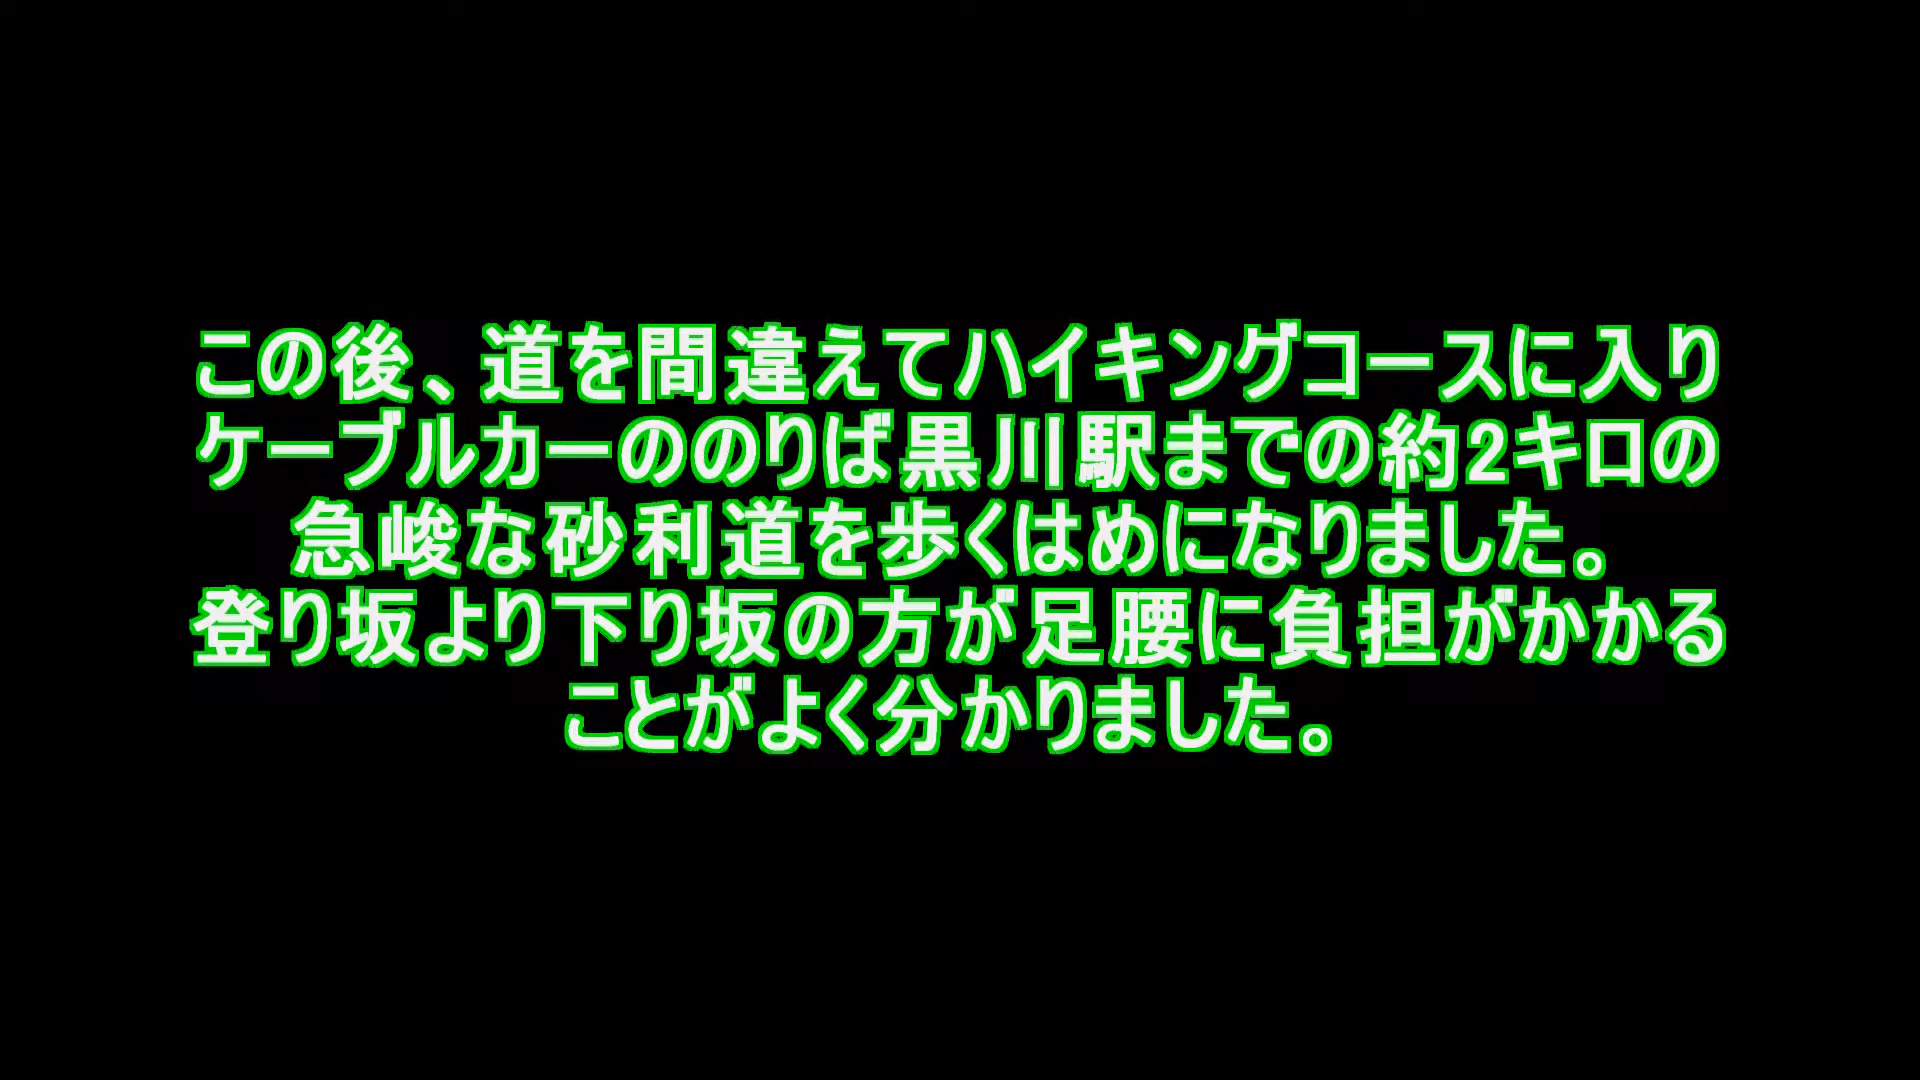 この後、道を間違えてハイキングコースに入り
ケーブルカーののりば黒川駅までの約2キロの
急峻な砂利道を歩くはめになりました。
登り坂より下り坂の方が足腰に負担がかかる
ことがよく分かりました。